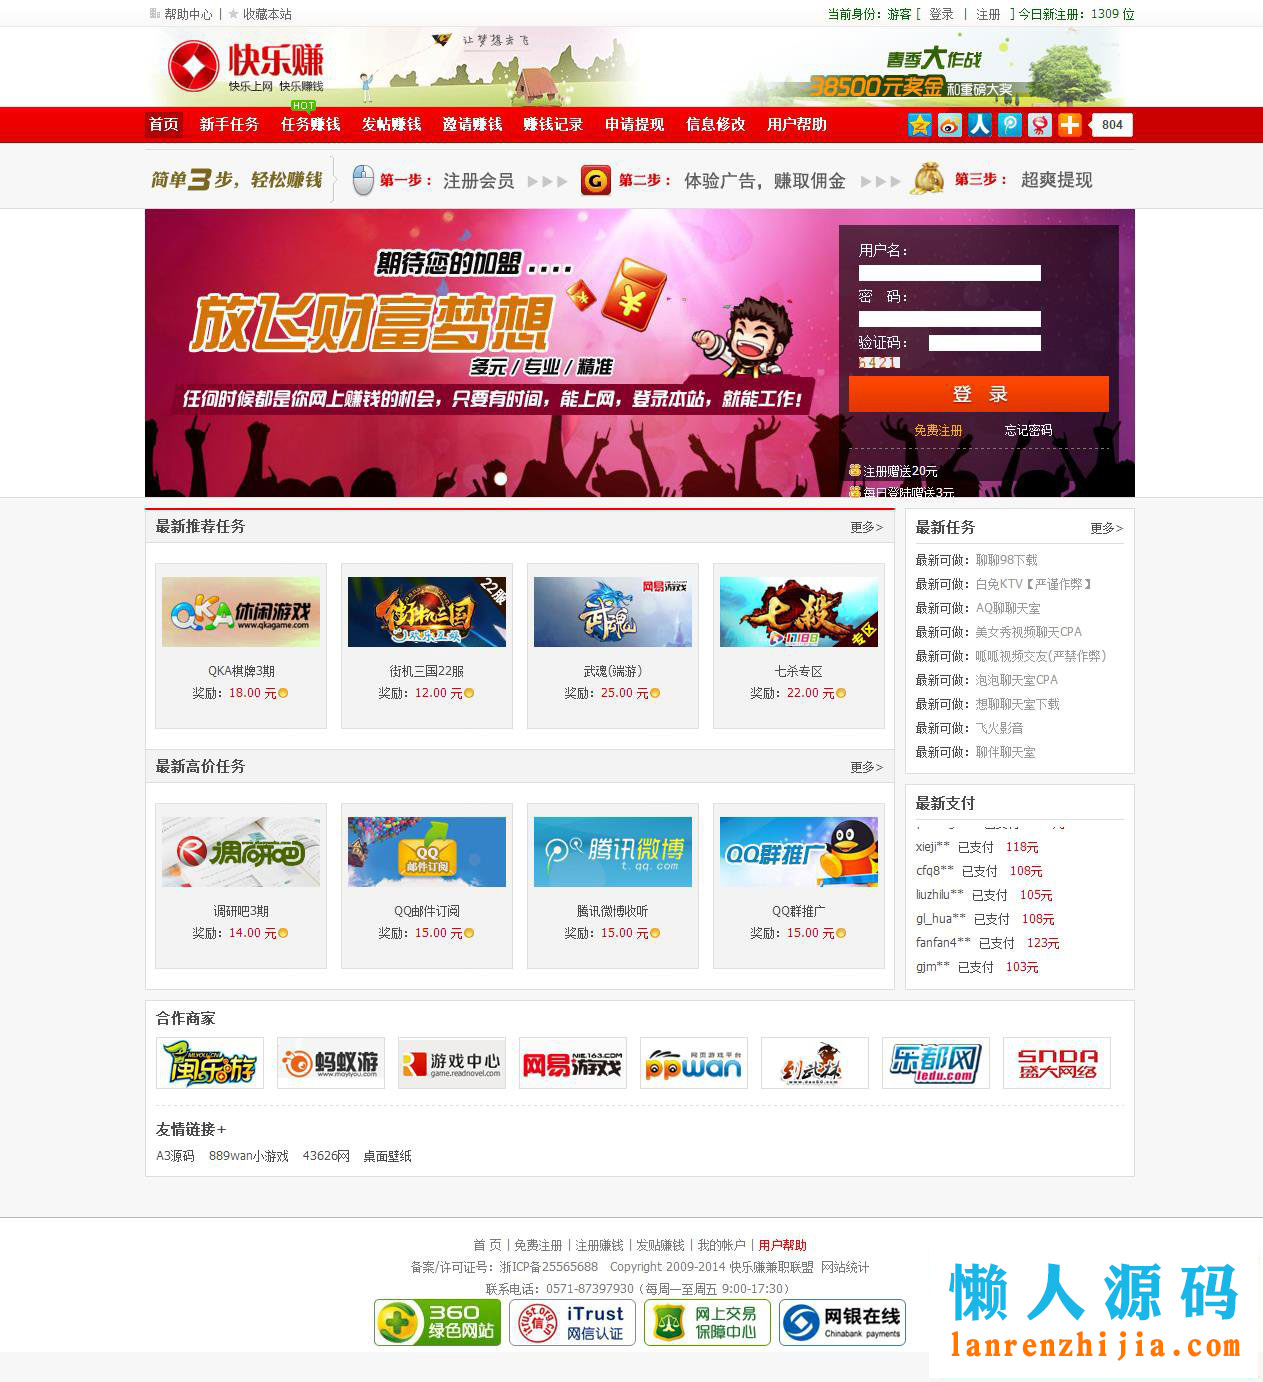 帮助中心 | 收藏本站
当前身份：游客 [ 登录 | 注册 ] 今日新注册：1309 位
快乐赚
快乐上网 快乐赚钱
让梦想去飞
春季大作战
38500元奖金 和重磅大奖
HOT
首页 新手任务 任务赚钱 发帖赚钱 邀请赚钱 赚钱记录 申请提现 信息修改 用户帮助
804
简单3步，轻松赚钱 第一步： 注册会员 第二步： 体验广告，赚取佣金 第三步： 超爽提现
期待您的加盟 ....
放飞财富梦想
多元 / 专业 / 精准
任何时候都是你网上赚钱的机会，只要有时间，能上网，登录本站，就能工作！
用户名：
密 码：
验证码：
6421
登 录
免费注册 忘记密码
注册赠送20元
每日登陆赠送3元
最新推荐任务 更多>
QKA休闲游戏
www.qkagame.com
街机三国
22服
欢乐互娱
武魂
网易游戏
七殺
17188
专区
QKA棋牌3期 街机三国22服 武魂(端游） 七杀专区
奖励：18.00 元 奖励：12.00 元 奖励：25.00 元 奖励：22.00 元
最新高价任务 更多>
调研吧
QQ
邮件订阅
腾讯微博
t.qq.com
QQ群推广
调研吧3期 QQ邮件订阅 腾讯微博收听 QQ群推广
奖励：14.00 元 奖励：15.00 元 奖励：15.00 元 奖励：15.00 元
最新任务 更多>
最新可做：聊聊98下载
最新可做：白兔KTV【严谨作弊】
最新可做：AQ聊聊天室
最新可做：美女秀视频聊天CPA
最新可做：呱呱视频交友(严禁作弊）
最新可做：泡泡聊天室CPA
最新可做：想聊聊天室下载
最新可做：飞火影音
最新可做：聊伴聊天室
最新支付
xieji** 已支付 118元
cfq8** 已支付 108元
liuzhilu** 已支付 105元
gl_hua** 已支付 108元
fanfan4** 已支付 123元
gjm** 已支付 103元
合作商家
闽乐游
蚂蚁游
www.mayiyou.com
游戏中心
game.readnovel.com
网易游戏
NIE.163.COM
网页游戏平台
ppwan
剑武林
乐都网
ledu.com
SNDA
盛大网络
友情链接+
A3源码 889wan小游戏 43626网 桌面壁纸
首 页 | 免费注册 | 注册赚钱 | 发贴赚钱 | 我的帐户 | 用户帮助
备案/许可证号：浙ICP备25565688 Copyright 2009-2014 快乐赚兼职联盟 网站统计
联系电话：0571-87397930（每周一至周五 9:00-17:30）
360
绿色网站
iTrust
网信认证
网上交易
保障中心
网银在线
Chinabank payments
懒人源码
lanrenzhijia.com